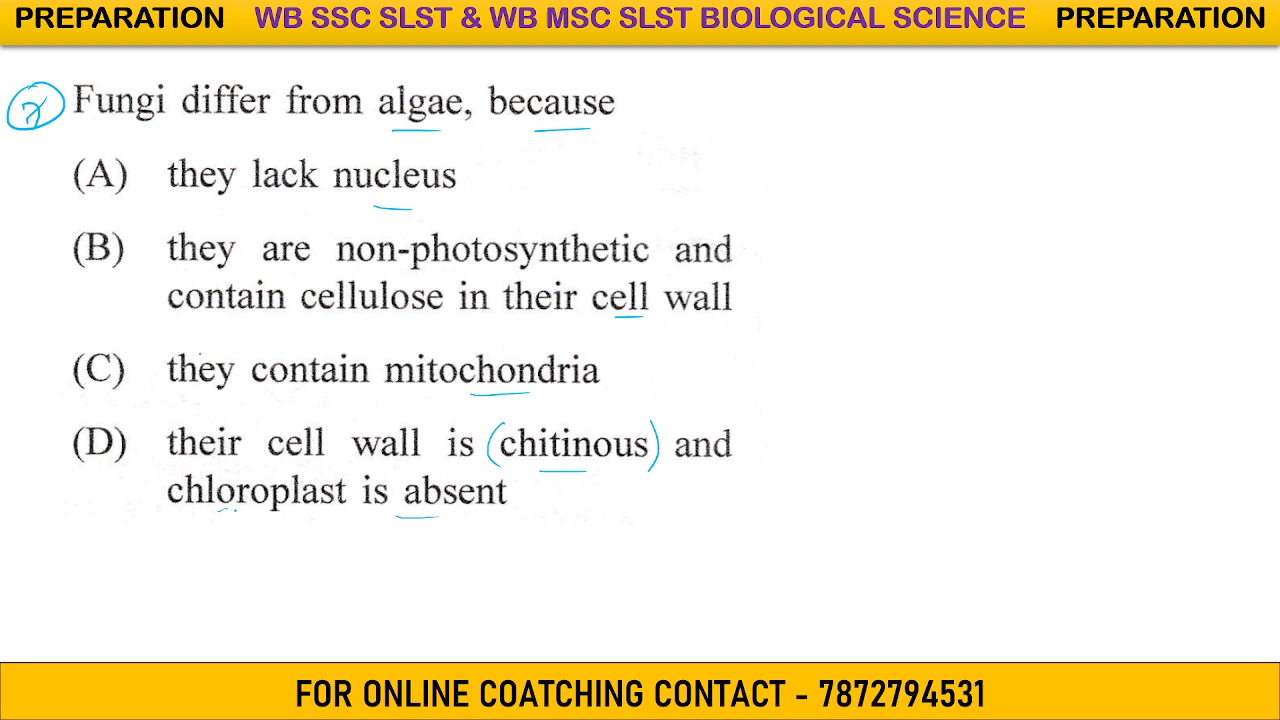 PREPARATION WB SSC SLST & WB MSC SLST BIOLOGICAL SCIENCE PREPARATION
Fungi differ from algae, because
(A) they lack nucleus
(B) they are non-photosynthetic and
contain cellulose in their cell wall
(C) they contain mitochondria
(D) their cell wall is (chitinous) and
chloroplast is absent
FOR ONLINE COATCHING CONTACT - 7872794531